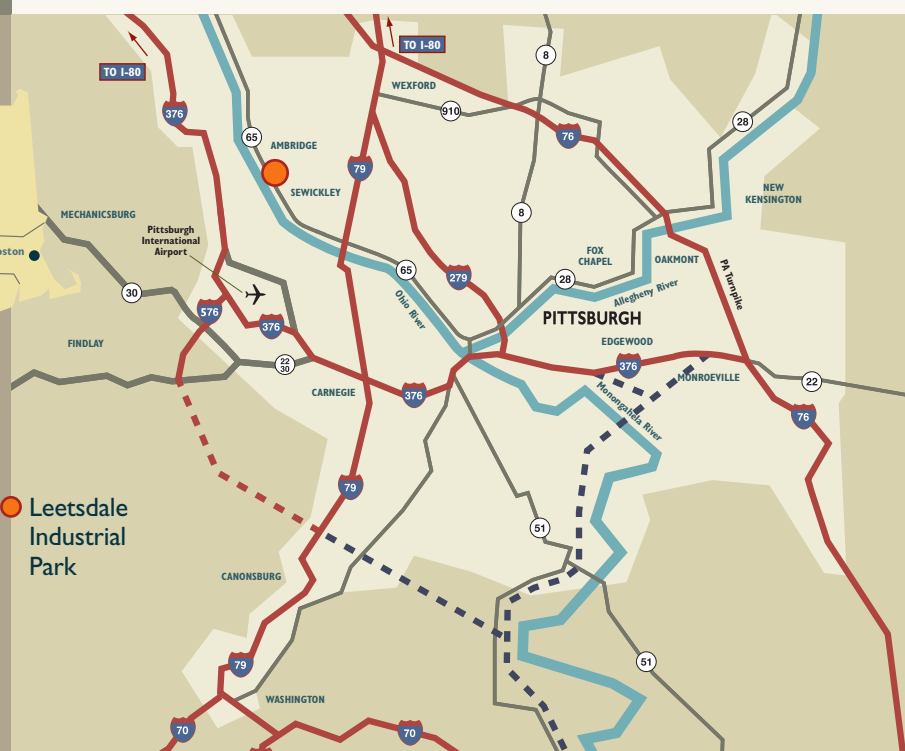 TO I-80
TO I-80
8
WEXFORD
376
910
76
28
65
AMBRIDGE
79
SEWICKLEY
NEW
KENSINGTON
MECHANICSBURG
8
Pittsburgh
International
Airport
FOX
CHAPEL
OAKMONT
oston
65
279
28
PA Turnpike
30
Ohio River
Allegheny River
576
376
PITTSBURGH
FINDLAY
EDGEWOOD
22
30
376
MONROEVILLE
22
CARNEGIE
376
Monongahela River
76
79
Leetsdale
Industrial
Park
51
CANONSBURG
79
51
WASHINGTON
70
70